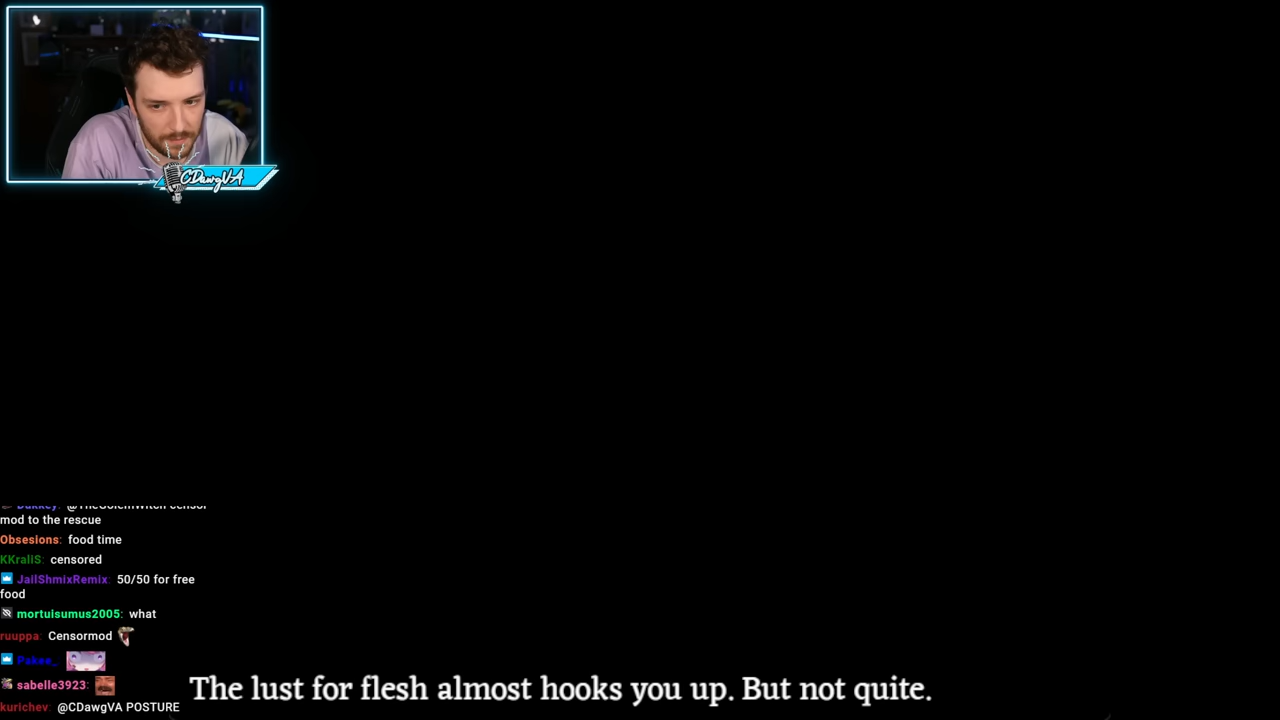 CDawgVA
mod to the rescue
Obsesions: food time
KKraliS: censored
JailShmixRemix: 50/50 for free
food
mortuisumus2005: what
ruuppa: Censormod
Pakee_:
sabelle3923:
kurichev: @CDawgVA POSTURE
The lust for flesh almost hooks you up. But not quite.